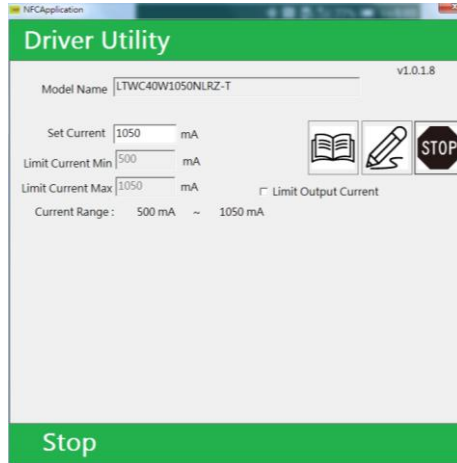 NFCApplication
Driver Utility
v1.0.1.8
Model Name LTWC40W1050NLRZ-T
Set Current 1050 mA
STOP
Limit Current Min 500 mA
Limit Current Max 1050 mA
Limit Output Current
Current Range : 500 mA ~ 1050 mA
Stop